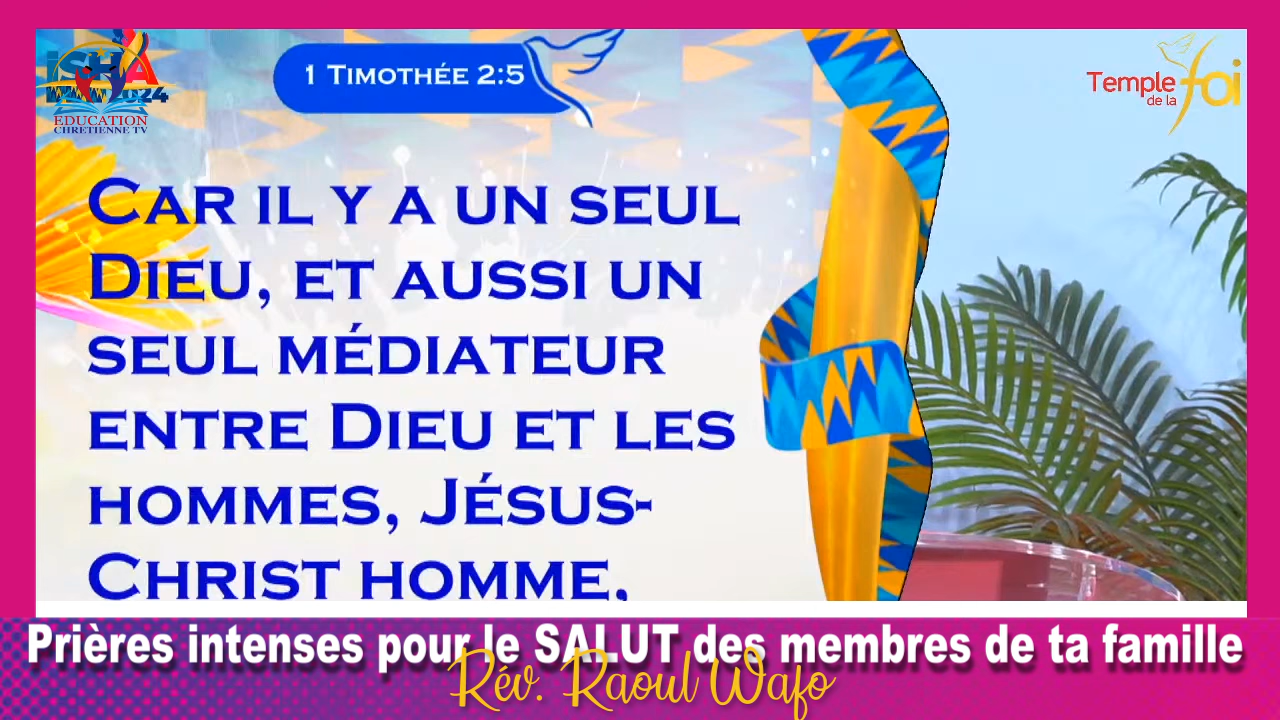 ISHA
2024
EDUCATION
CHRETIENNE TV
1 TIMOTHÉE 2:5
Temple
de la
foi
CAR IL Y A UN SEUL
DIEU, ET AUSSI UN
SEUL MÉDIATEUR
ENTRE DIEU ET LES
HOMMES, JÉSUS-
CHRIST HOMME,
Prières intenses pour le SALUT des membres de ta famille
Rév. Raoul Wafo